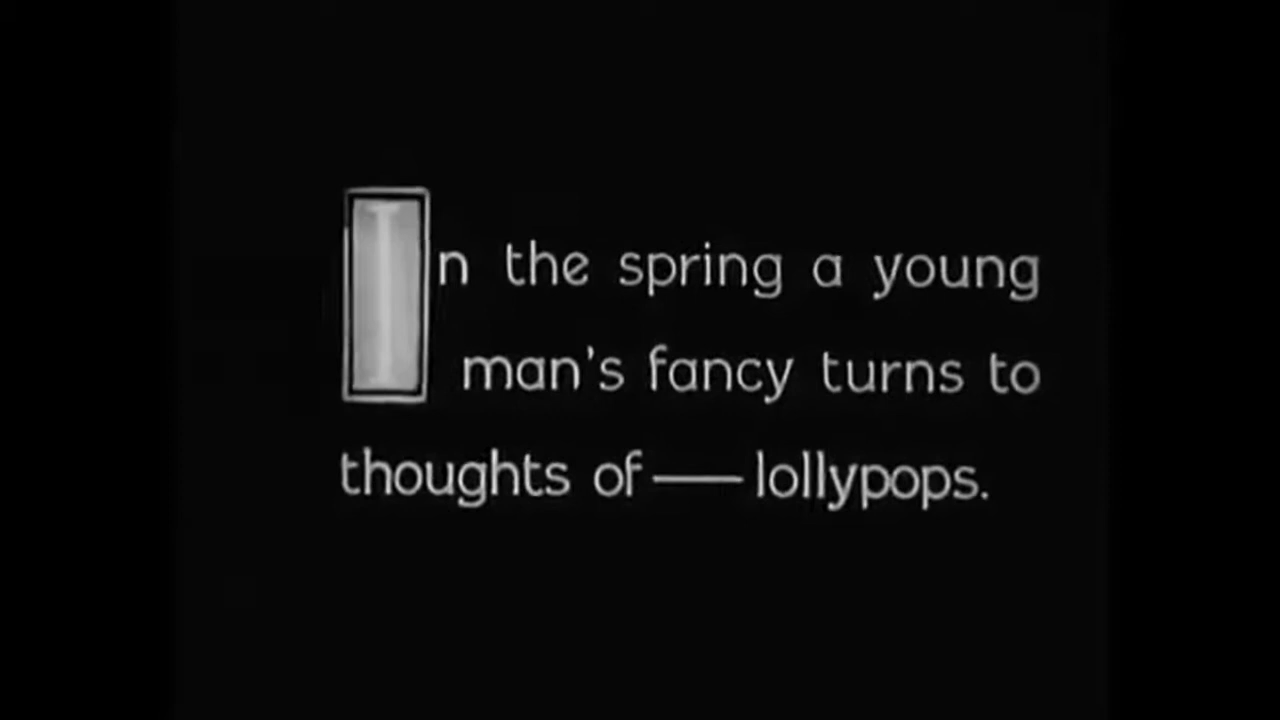 In the spring a young
man's fancy turns to
thoughts of — lollypops.